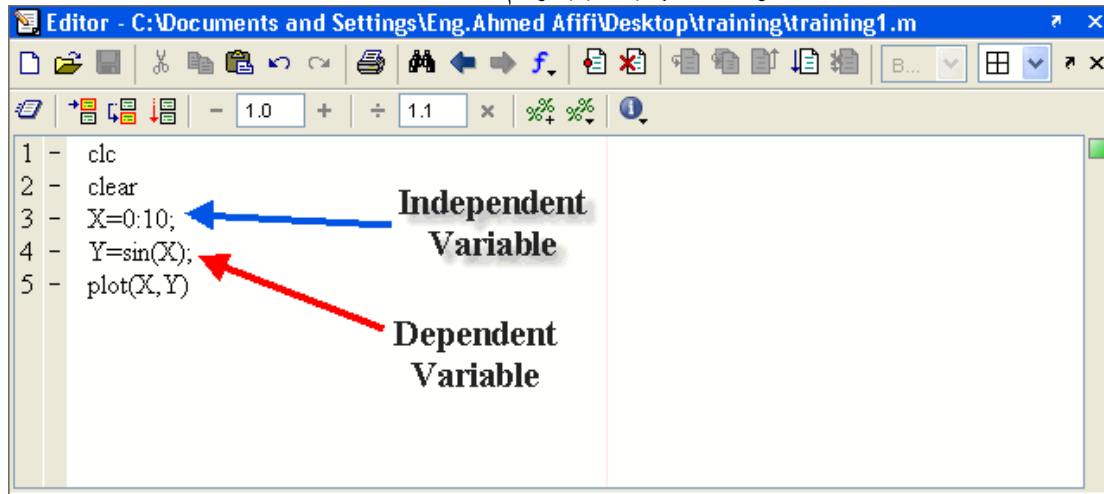 Editor - C:\Documents and Settings\Eng.Ahmed Afifi\Desktop\training\training1.m
B...
- 1.0 + ÷ 1.1 ×
1 - clc
2 - clear
3 - X=0:10;
4 - Y=sin(X);
5 - plot(X,Y)
Independent
Variable
Dependent
Variable